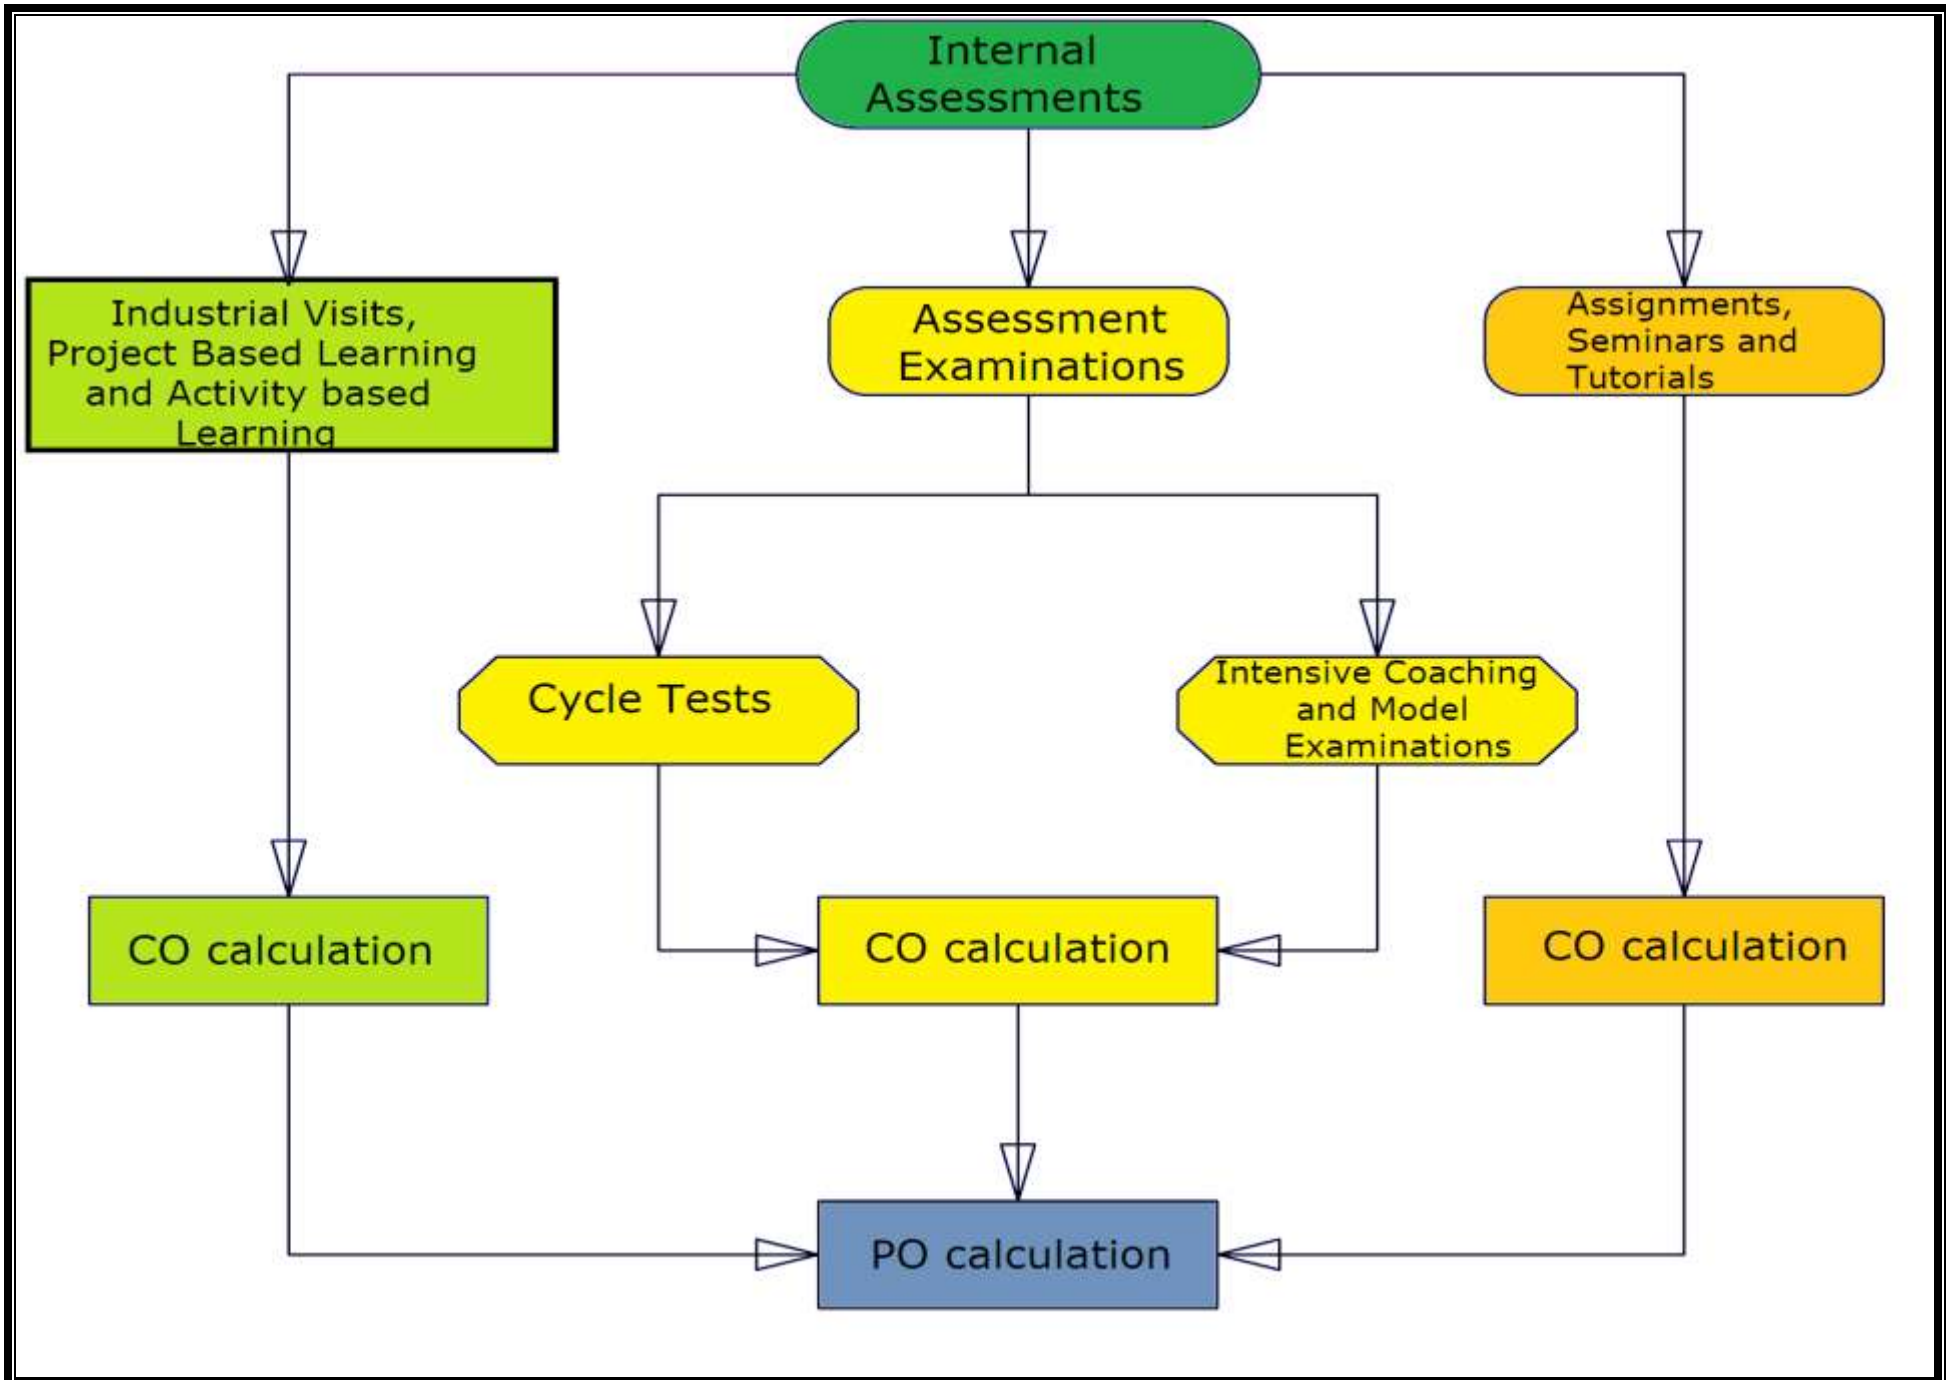 Internal
Assessments
Industrial Visits,
Project Based Learning
and Activity based
Learning
Assessment
Examinations
Assignments,
Seminars and
Tutorials
Cycle Tests
Intensive Coaching
and Model
Examinations
CO calculation
CO calculation
CO calculation
PO calculation